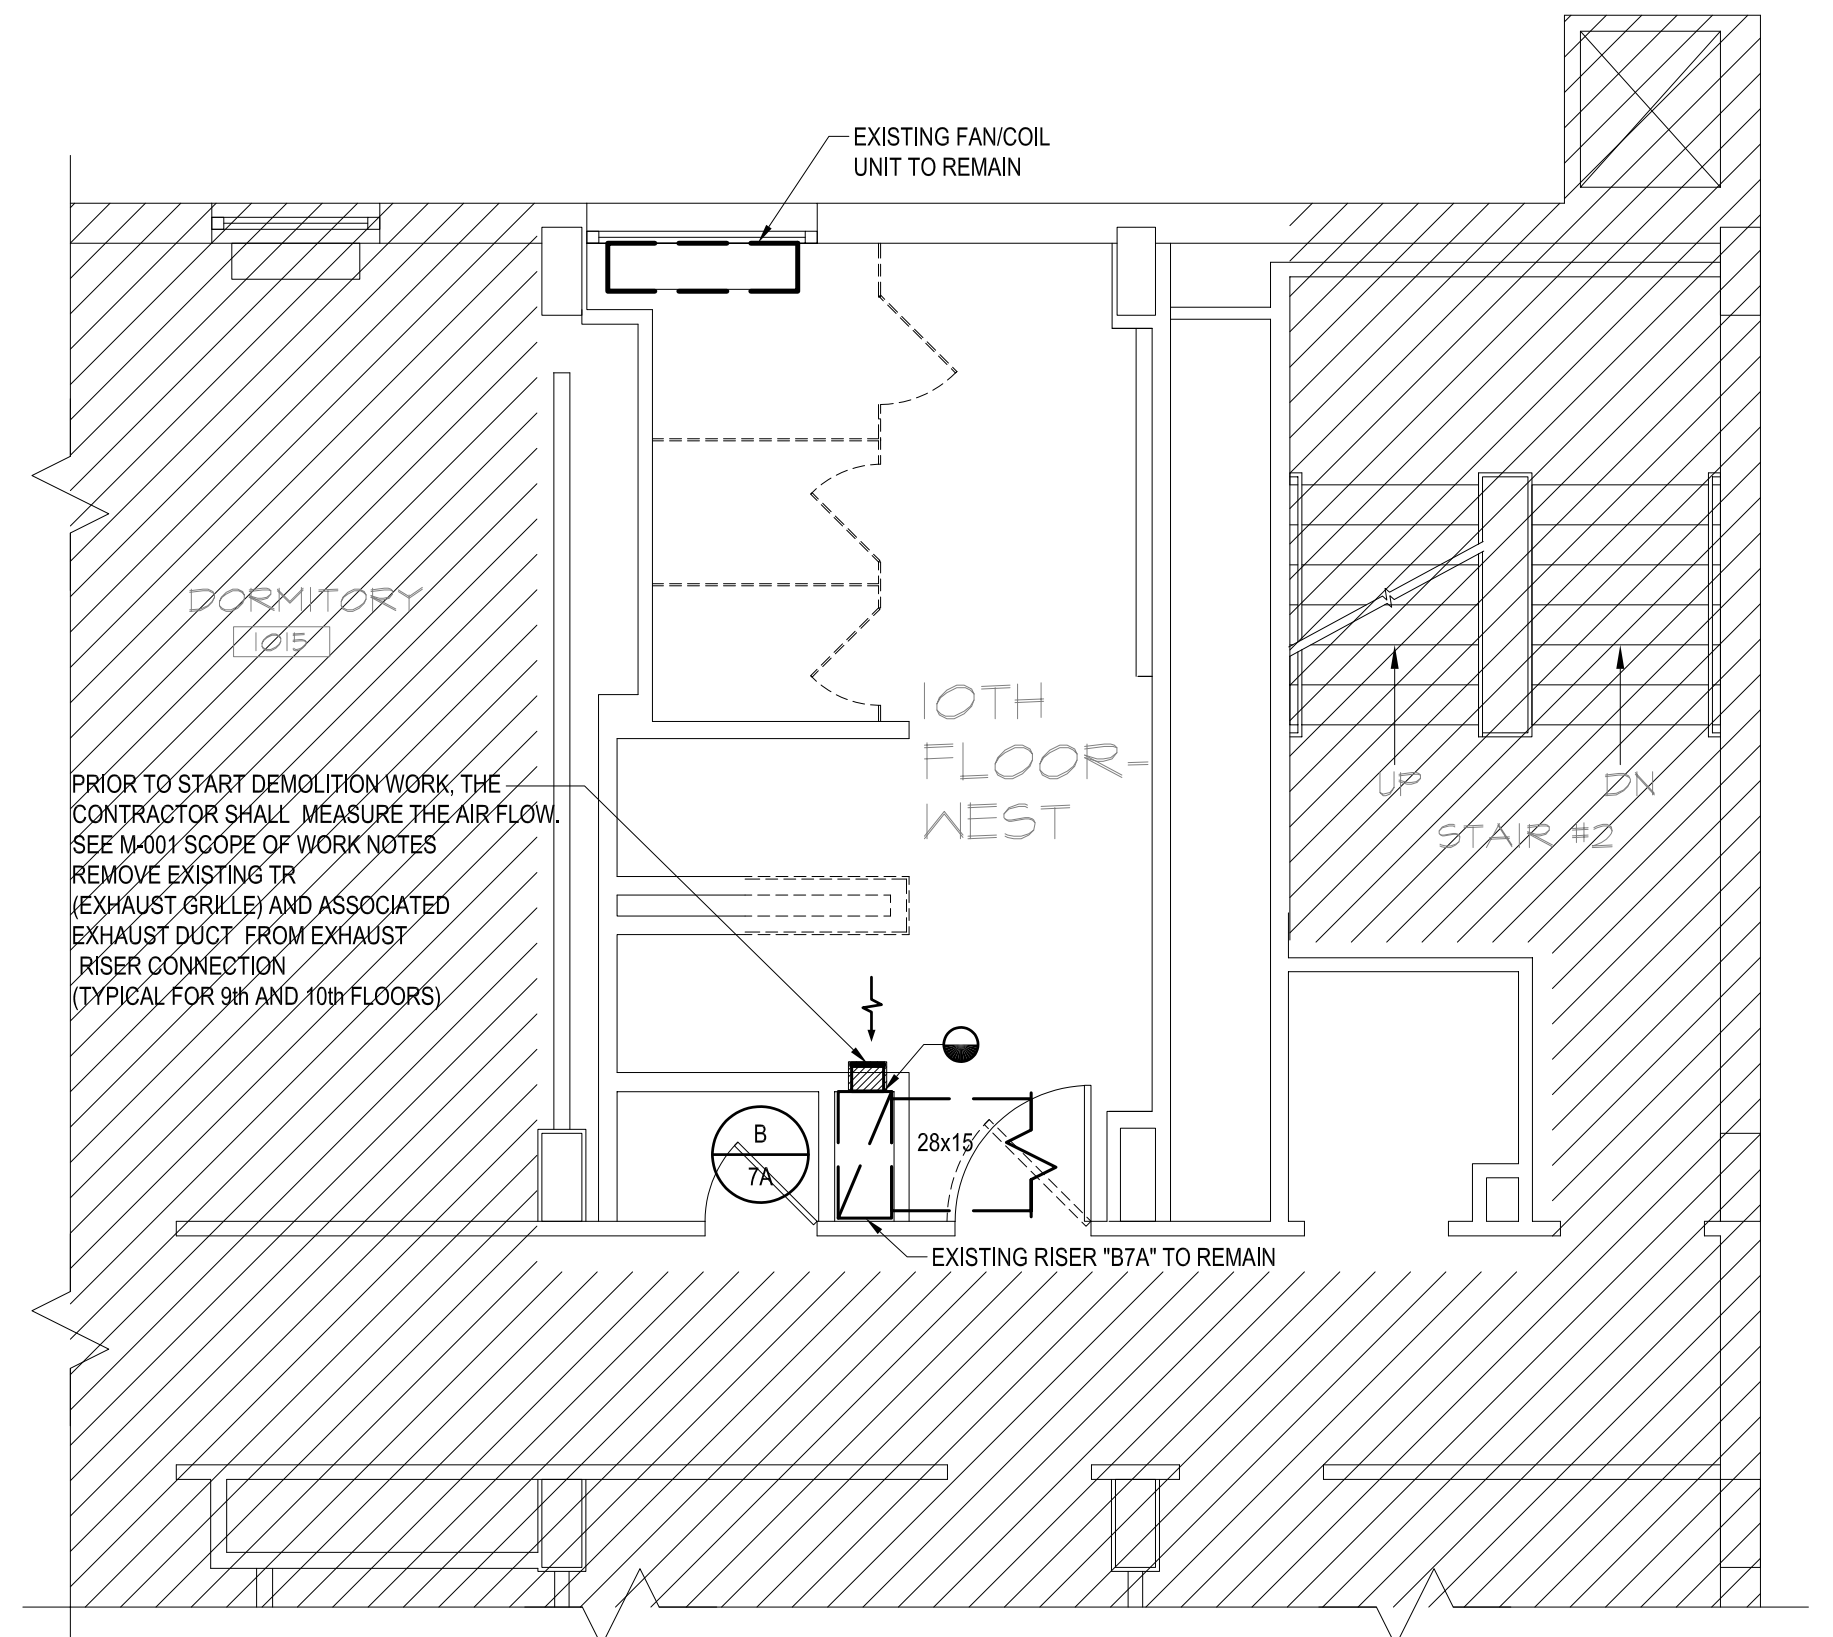 EXISTING FAN/COIL
UNIT TO REMAIN
DORMITORY
1015
10TH
FLOOR-
WEST
UP
DN
STAIR #2
PRIOR TO START DEMOLITION WORK, THE
CONTRACTOR SHALL MEASURE THE AIR FLOW.
SEE M-001 SCOPE OF WORK NOTES
REMOVE EXISTING TR
(EXHAUST GRILLE) AND ASSOCIATED
EXHAUST DUCT FROM EXHAUST
RISER CONNECTION
(TYPICAL FOR 9th AND 10th FLOORS)
B
7A
28x15
EXISTING RISER "B7A" TO REMAIN